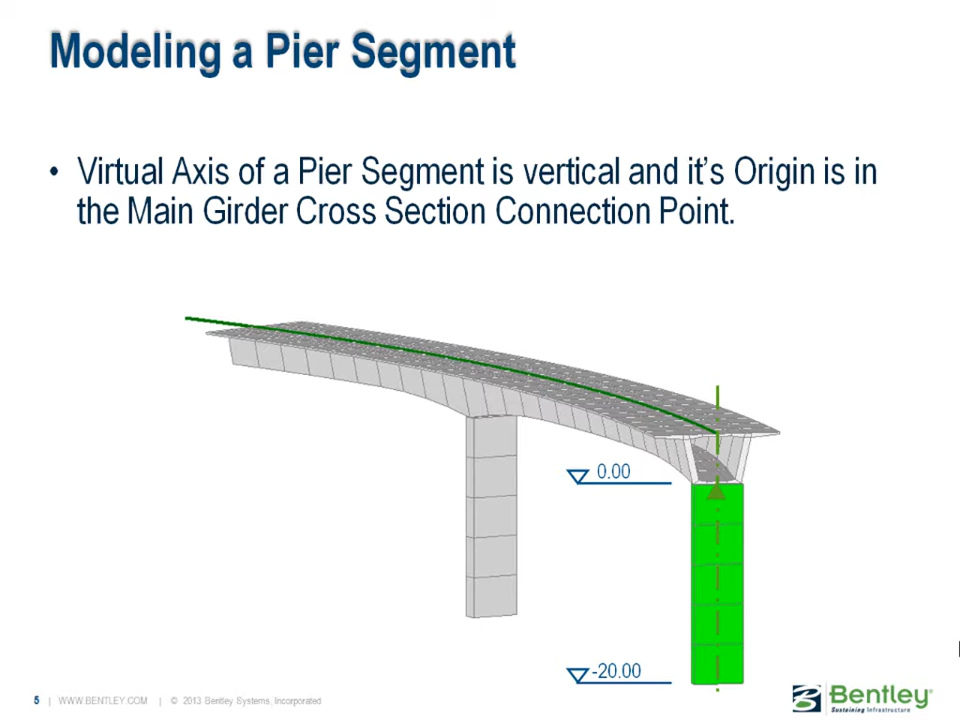 Modeling a Pier Segment
• Virtual Axis of a Pier Segment is vertical and it's Origin is in
the Main Girder Cross Section Connection Point.
0.00
-20.00
5 | WWW.BENTLEY.COM | © 2013 Bentley Systems, Incorporated
Bentley®
Sustaining Infrastructure